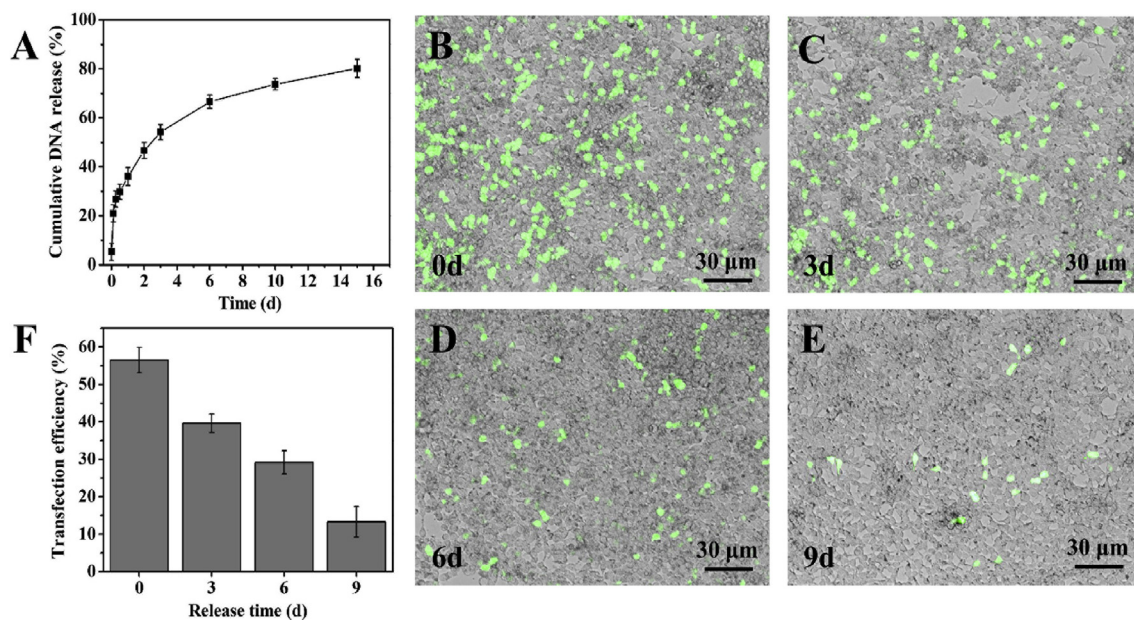 A
Cumulative DNA release (%)
100
80
60
40
20
0
0 2 4 6 8 10 12 14 16
Time (d)
B
0d
30 μm
C
3d
30 μm
F
Transfection efficiency (%)
60
50
40
30
20
10
0
0 3 6 9
Release time (d)
D
6d
30 μm
E
9d
30 μm